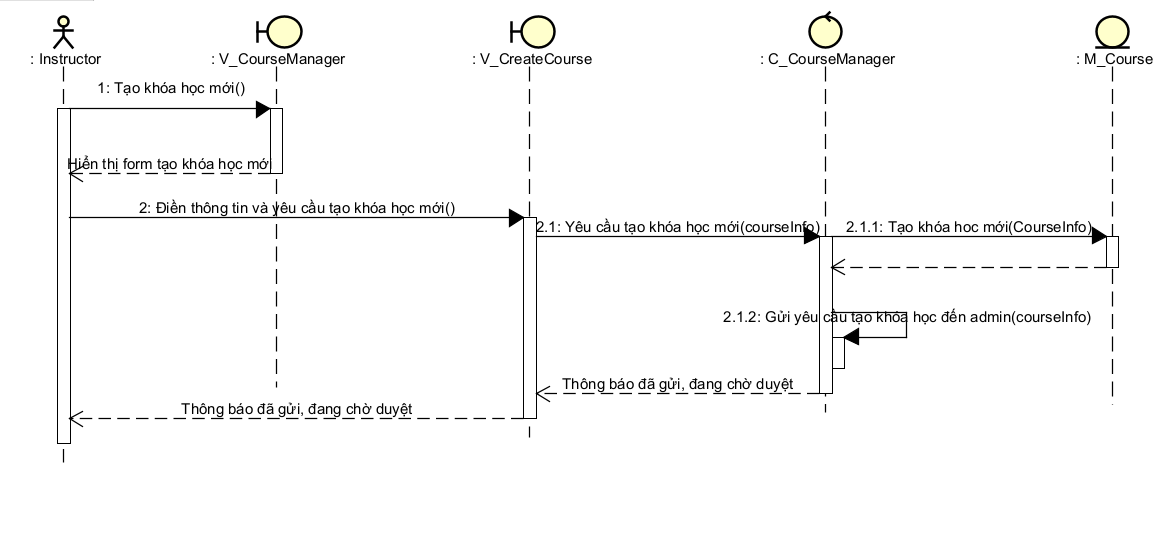 : Instructor
: V_CourseManager
: V_CreateCourse
: C_CourseManager
: M_Course
1: Tạo khóa học mới()
Hiển thị form tạo khóa học mới
2: Điền thông tin và yêu cầu tạo khóa học mới()
2.1: Yêu cầu tạo khóa học mới(courseInfo)
2.1.1: Tạo khóa hoc mới(CourseInfo)
2.1.2: Gửi yêu cầu tạo khóa học đến admin(courseInfo)
Thông báo đã gửi, đang chờ duyệt
Thông báo đã gửi, đang chờ duyệt